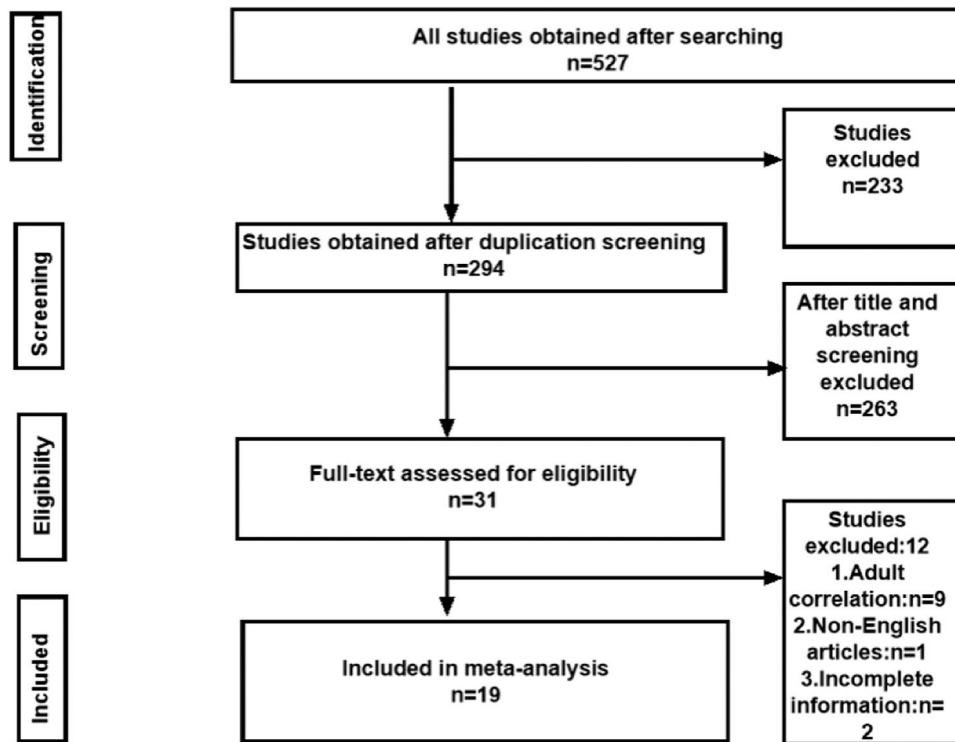 Identification
All studies obtained after searching
n=527
Studies
excluded
n=233
Screening
Studies obtained after duplication screening
n=294
After title and
abstract
screening
excluded
n=263
Eligibility
Full-text assessed for eligibility
n=31
Studies
excluded:12
1.Adult
correlation:n=9
2.Non-English
articles:n=1
3.Incomplete
information:n=
2
Included
Included in meta-analysis
n=19